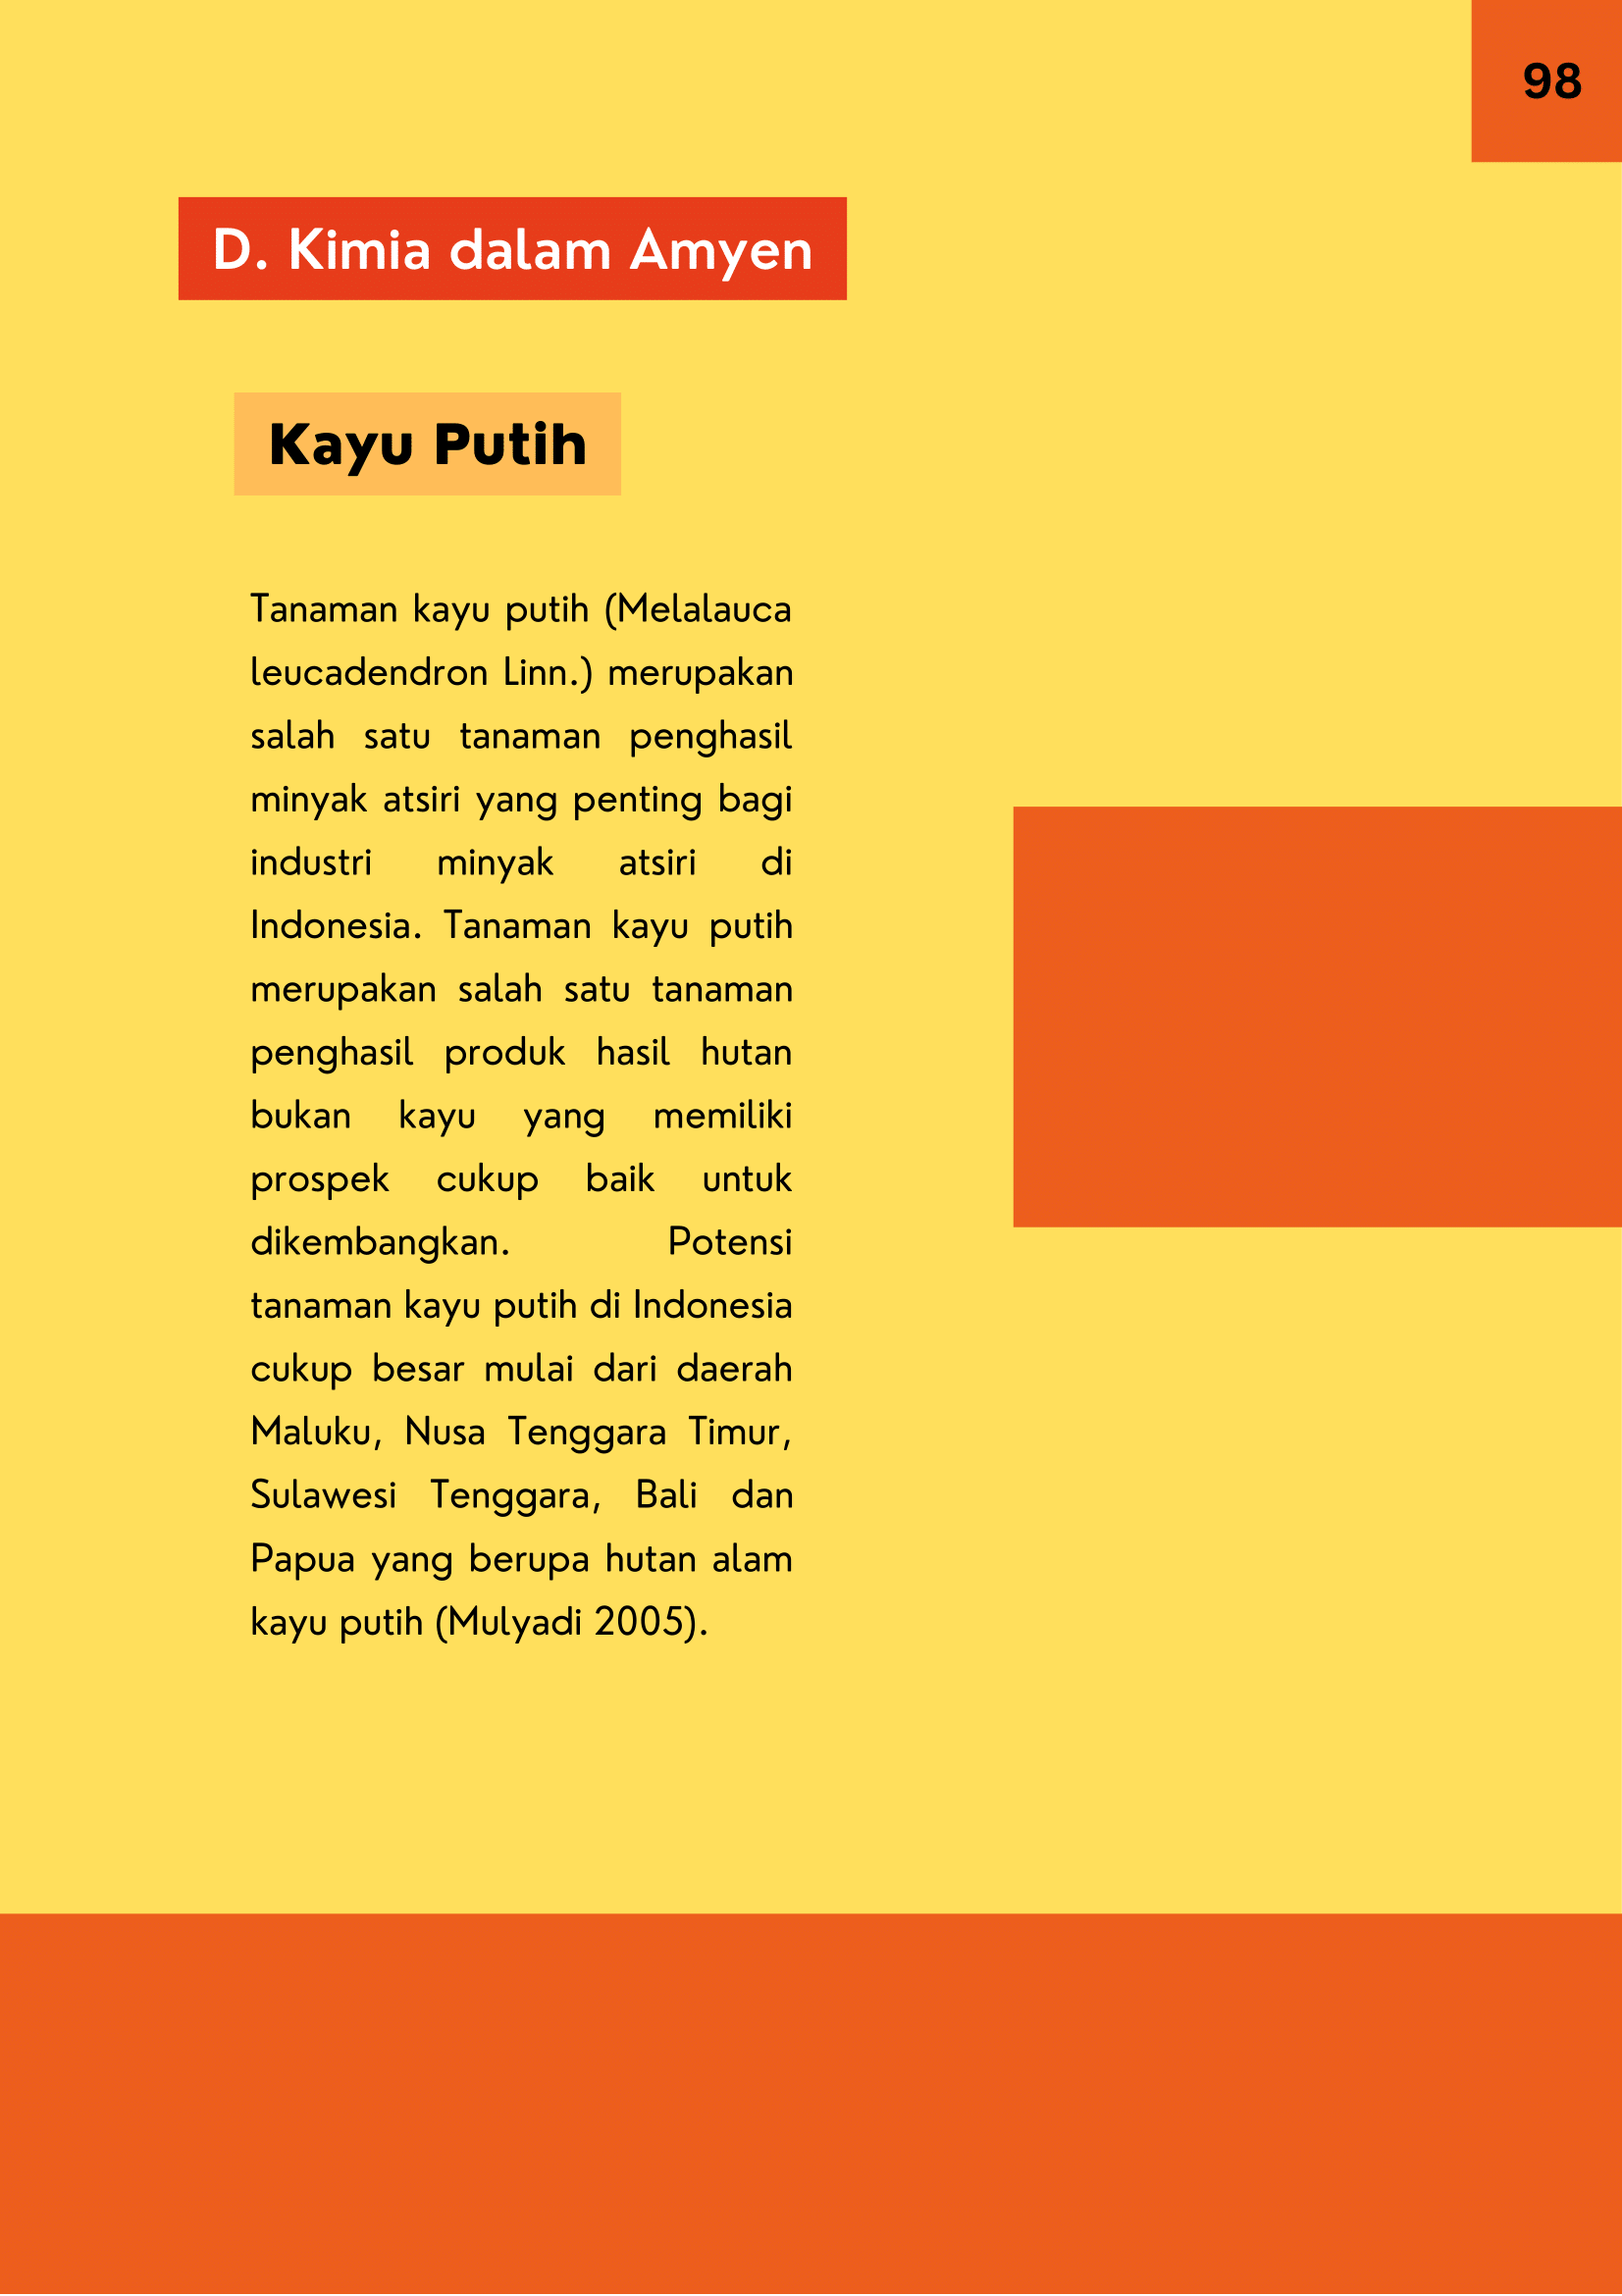 98
D. Kimia dalam Amyen
Kayu Putih
Tanaman kayu putih (Melalauca
leucadendron Linn.) merupakan
salah satu tanaman penghasil
minyak atsiri yang penting bagi
industri minyak atsiri di
Indonesia. Tanaman kayu putih
merupakan salah satu tanaman
penghasil produk hasil hutan
bukan kayu yang memiliki
prospek cukup baik untuk
dikembangkan. Potensi
tanaman kayu putih di Indonesia
cukup besar mulai dari daerah
Maluku, Nusa Tenggara Timur,
Sulawesi Tenggara, Bali dan
Papua yang berupa hutan alam
kayu putih (Mulyadi 2005).